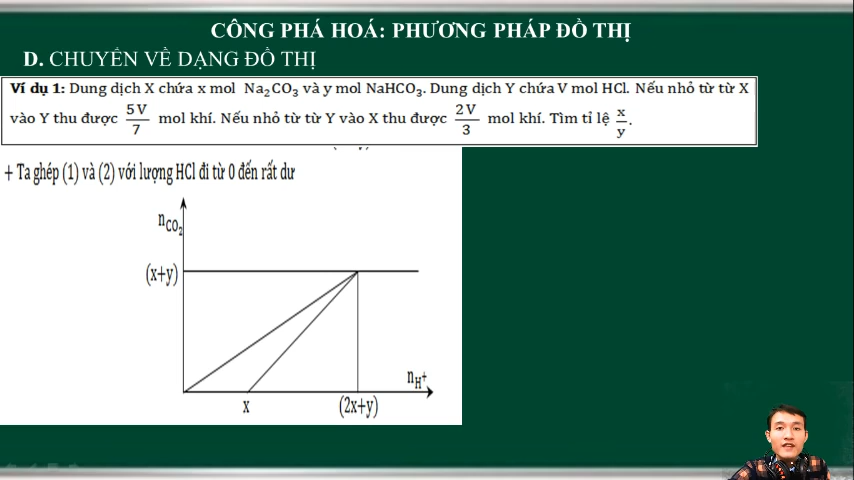 CÔNG PHÁ HOÁ: PHƯƠNG PHÁP ĐỒ THỊ
D. CHUYÊN VỀ DẠNG ĐỒ THỊ
Ví dụ 1: Dung dịch X chứa x mol Na₂CO₃ và y mol NaHCO₃. Dung dịch Y chứa V mol HCl. Nếu nhỏ từ từ X
vào Y thu được 5V/7 mol khí. Nếu nhỏ từ từ Y vào X thu được 2V/3 mol khí. Tìm tỉ lệ x/y.
+ Ta ghép (1) và (2) với lượng HCl đi từ 0 đến rất dư
n_CO₂
(x+y)
n_H⁺
x (2x+y)